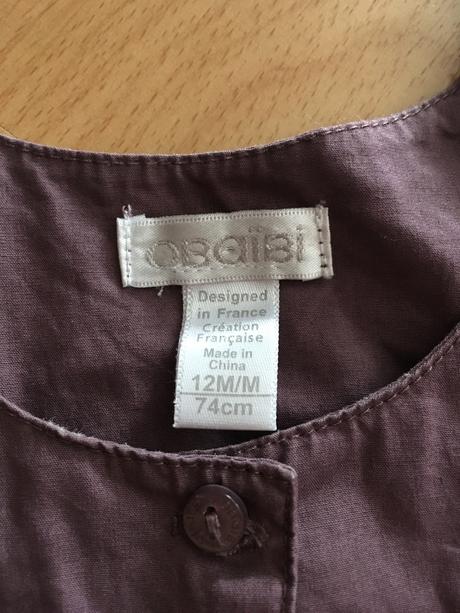 OBAÏBI
Designed
in France
Création
Française
Made in
China
12M/M
74cm